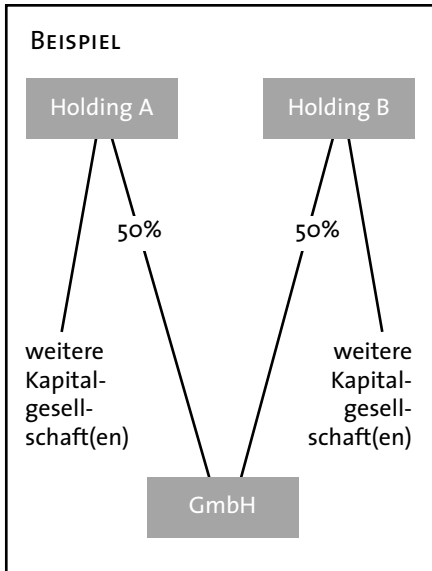 BEISPIEL
Holding A
Holding B
50%
50%
weitere
Kapital-
gesell-
schaft(en)
weitere
Kapital-
gesell-
schaft(en)
GmbH